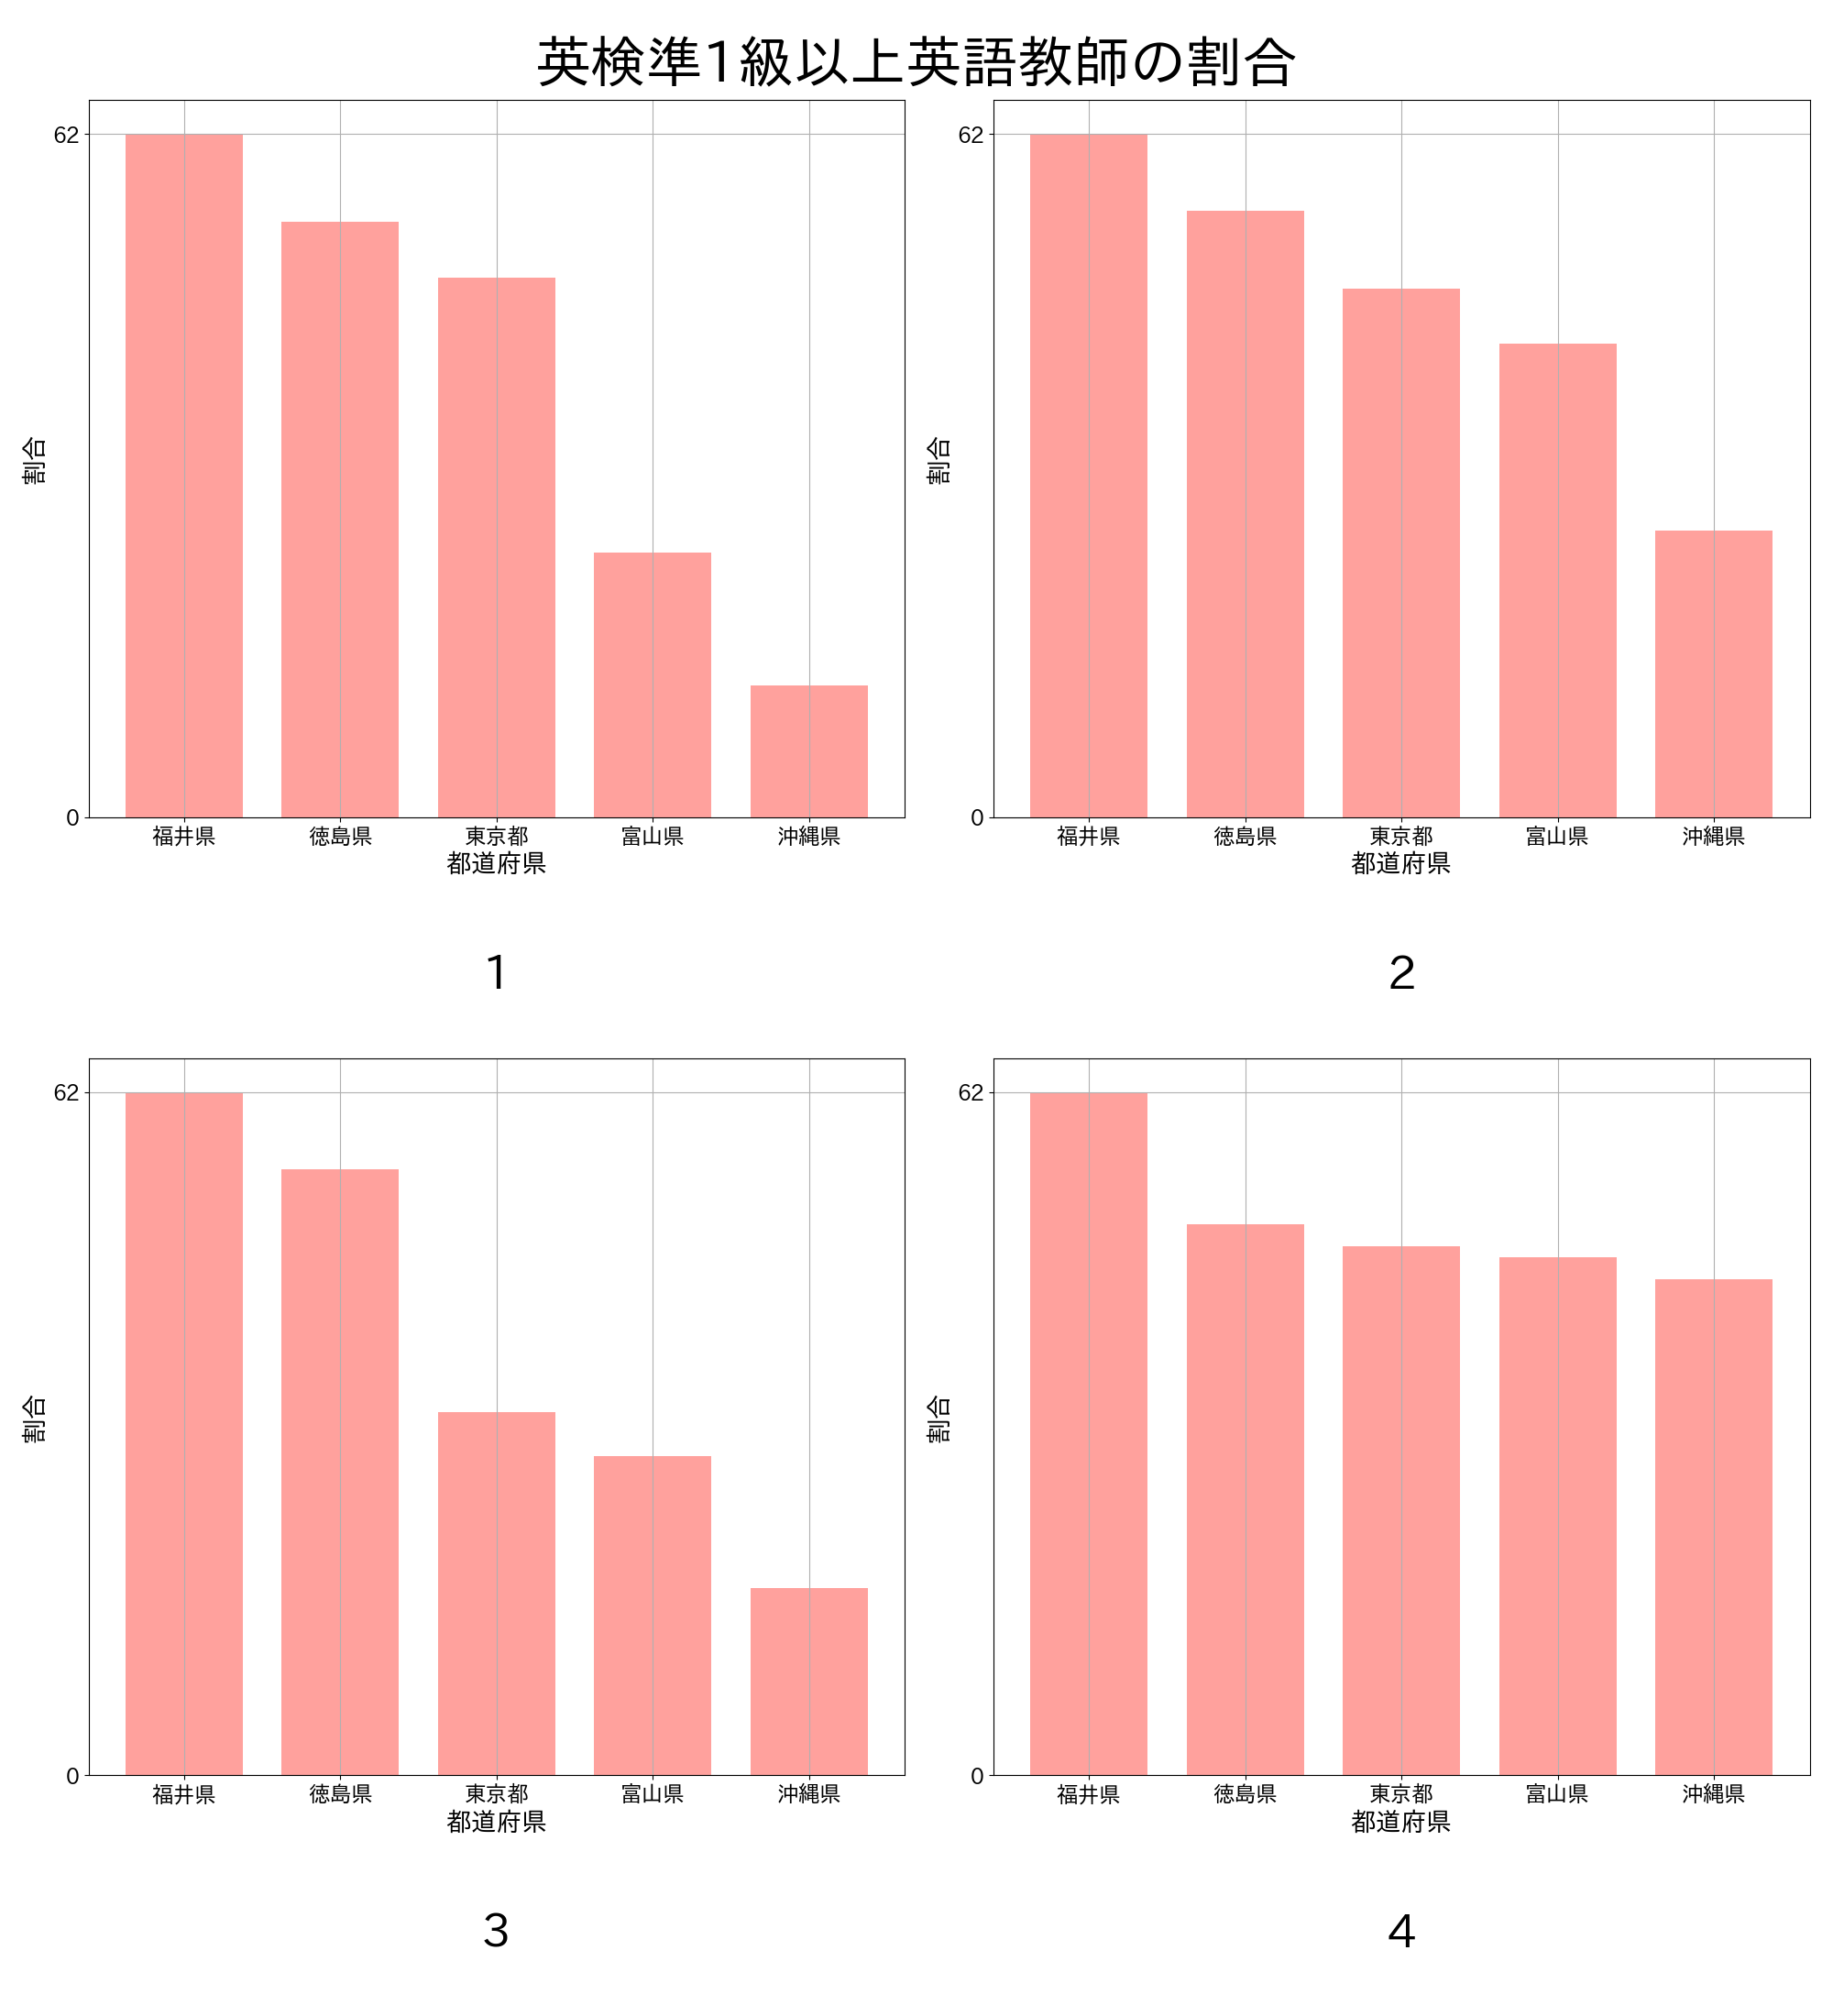 英検準1級以上英語教師の割合
62
0
割合
福井県 徳島県 東京都 富山県 沖縄県
都道府県
1
62
0
割合
福井県 徳島県 東京都 富山県 沖縄県
都道府県
2
62
0
割合
福井県 徳島県 東京都 富山県 沖縄県
都道府県
3
62
0
割合
福井県 徳島県 東京都 富山県 沖縄県
都道府県
4